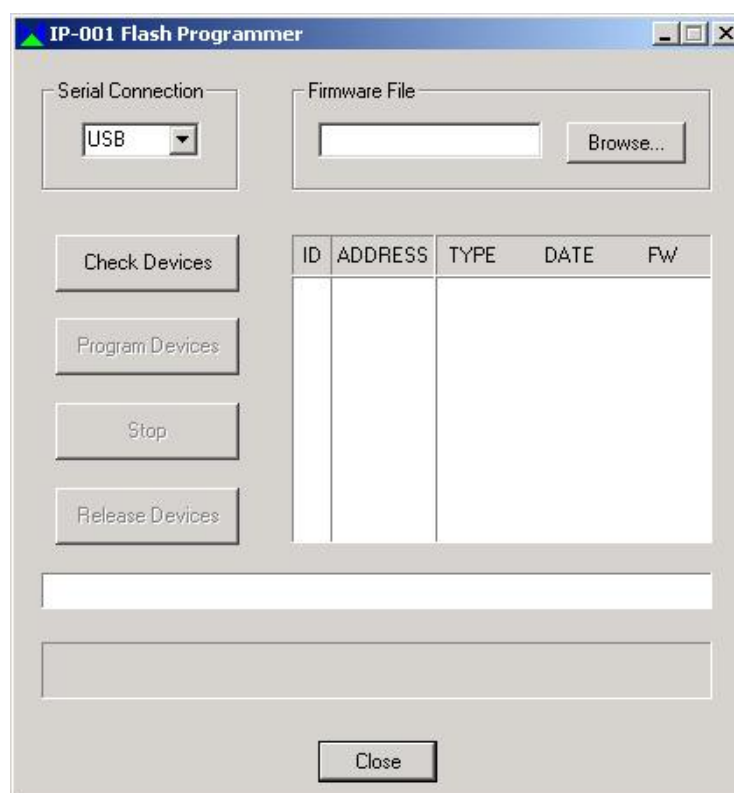 IP-001 Flash Programmer
Serial Connection
Firmware File
USB
Browse...
Check Devices
ID ADDRESS TYPE DATE FW
Program Devices
Stop
Release Devices
Close